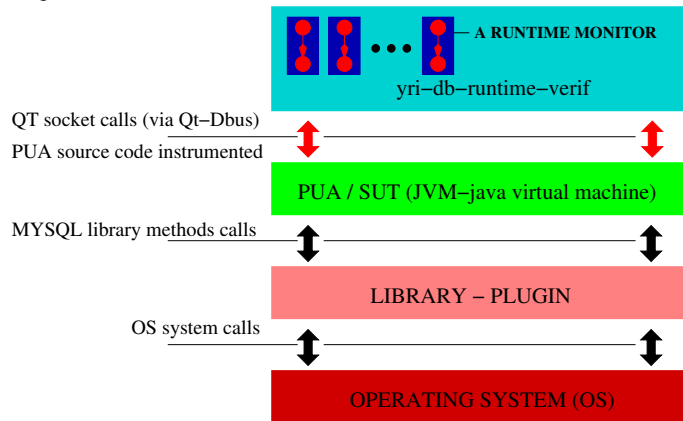 A RUNTIME MONITOR
yri−db−runtime−verif
QT socket calls (via Qt−Dbus)
PUA source code instrumented
PUA / SUT (JVM−java virtual machine)
MYSQL library methods calls
LIBRARY − PLUGIN
OS system calls
OPERATING SYSTEM (OS)